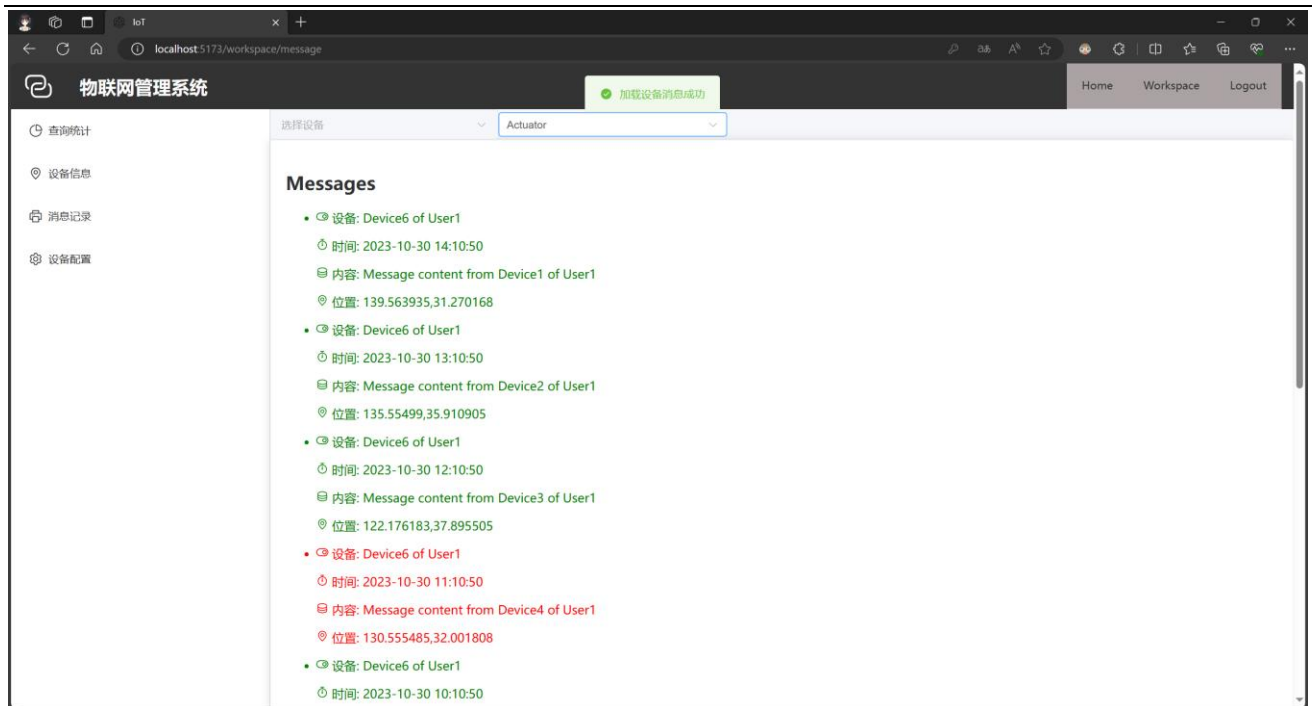 IoT
localhost:5173/workspace/message
物联网管理系统
加载设备消息成功
Home Workspace Logout
查询统计
设备信息
消息记录
设备配置
选择设备
Actuator
Messages
设备: Device6 of User1
时间: 2023-10-30 14:10:50
内容: Message content from Device1 of User1
位置: 139.563935,31.270168
设备: Device6 of User1
时间: 2023-10-30 13:10:50
内容: Message content from Device2 of User1
位置: 135.55499,35.910905
设备: Device6 of User1
时间: 2023-10-30 12:10:50
内容: Message content from Device3 of User1
位置: 122.176183,37.895505
设备: Device6 of User1
时间: 2023-10-30 11:10:50
内容: Message content from Device4 of User1
位置: 130.555485,32.001808
设备: Device6 of User1
时间: 2023-10-30 10:10:50